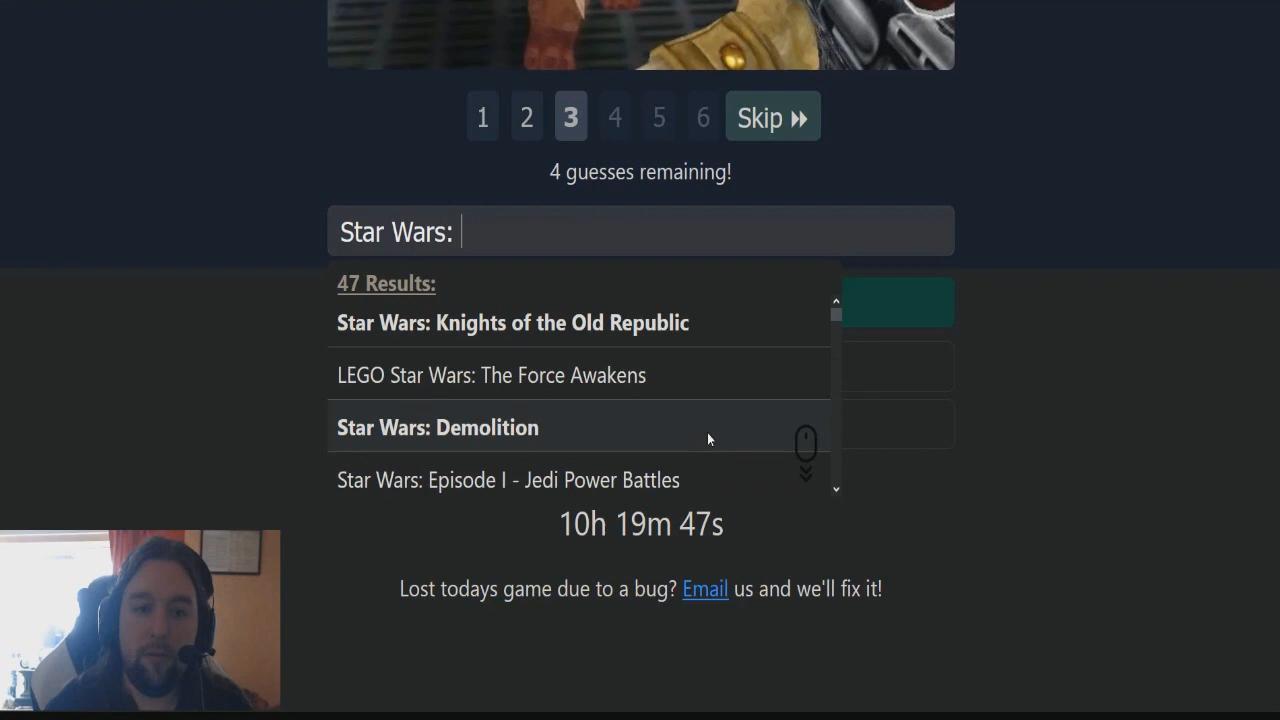 1 2 3 4 5 6 Skip
4 guesses remaining!
Star Wars:
47 Results:
Star Wars: Knights of the Old Republic
LEGO Star Wars: The Force Awakens
Star Wars: Demolition
Star Wars: Episode I - Jedi Power Battles
10h 19m 47s
Lost todays game due to a bug? Email us and we'll fix it!